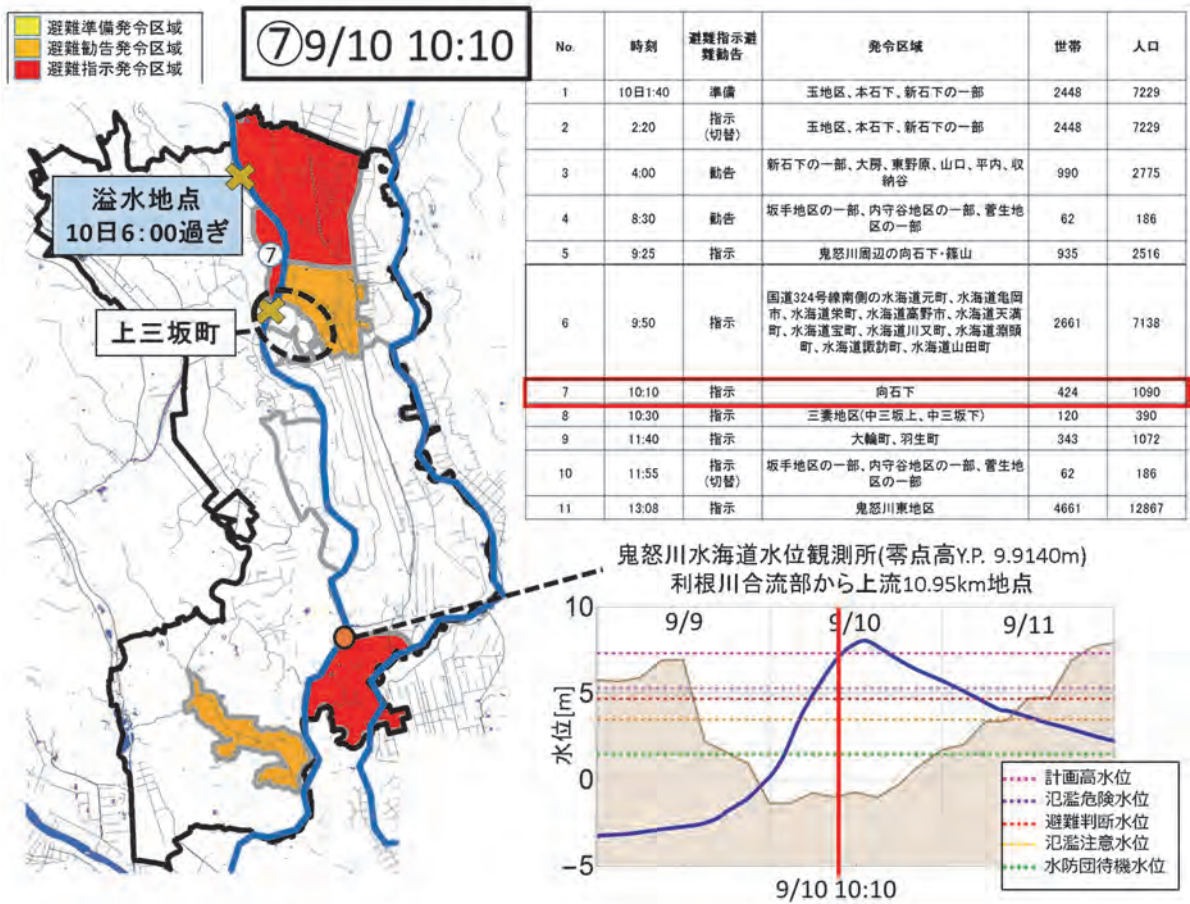 避難準備発令区域
避難勧告発令区域
避難指示発令区域
⑦9/10 10:10
溢水地点
10日6:00過ぎ
⑦
上三坂町
No. 時刻 避難指示避難勧告 発令区域 世帯 人口
1 10日1:40 準備 玉地区、本石下、新石下の一部 2448 7229
2 2:20 指示(切替) 玉地区、本石下、新石下の一部 2448 7229
3 4:00 勧告 新石下の一部、大房、東野原、山口、平内、収納谷 990 2775
4 8:30 勧告 坂手地区の一部、内守谷地区の一部、菅生地区の一部 62 186
5 9:25 指示 鬼怒川周辺の向石下・篠山 935 2516
6 9:50 指示 国道324号線南側の水海道元町、水海道亀岡市、水海道栄町、水海道高野市、水海道天満町、水海道宝町、水海道川又町、水海道淵頭町、水海道諏訪町、水海道山田町 2661 7138
7 10:10 指示 向石下 424 1090
8 10:30 指示 三妻地区(中三坂上、中三坂下) 120 390
9 11:40 指示 大輪町、羽生町 343 1072
10 11:55 指示(切替) 坂手地区の一部、内守谷地区の一部、菅生地区の一部 62 186
11 13:08 指示 鬼怒川東地区 4661 12867
鬼怒川水海道水位観測所(零点高Y.P. 9.9140m)
利根川合流部から上流10.95km地点
9/9 9/10 9/11
水位[m]
10
5
0
-5
計画高水位
氾濫危険水位
避難判断水位
氾濫注意水位
水防団待機水位
9/10 10:10